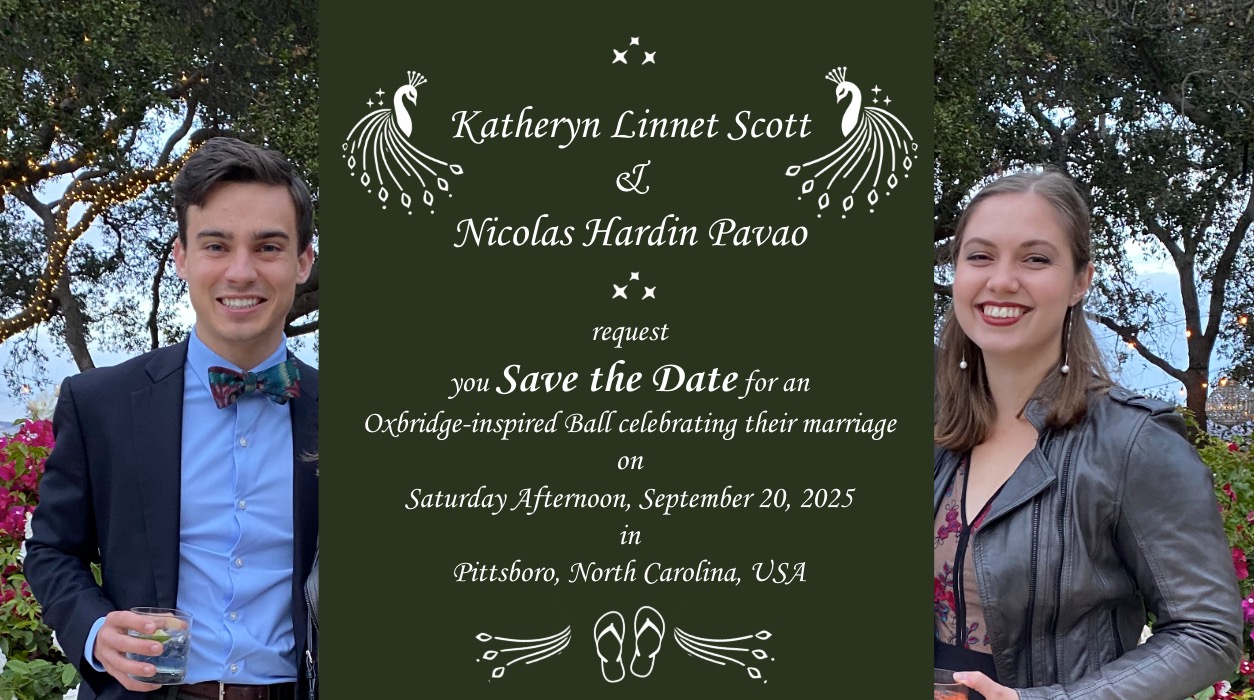 Katheryn Linnet Scott
&
Nicolas Hardin Pavao
request
you Save the Date for an
Oxbridge-inspired Ball celebrating their marriage
on
Saturday Afternoon, September 20, 2025
in
Pittsboro, North Carolina, USA